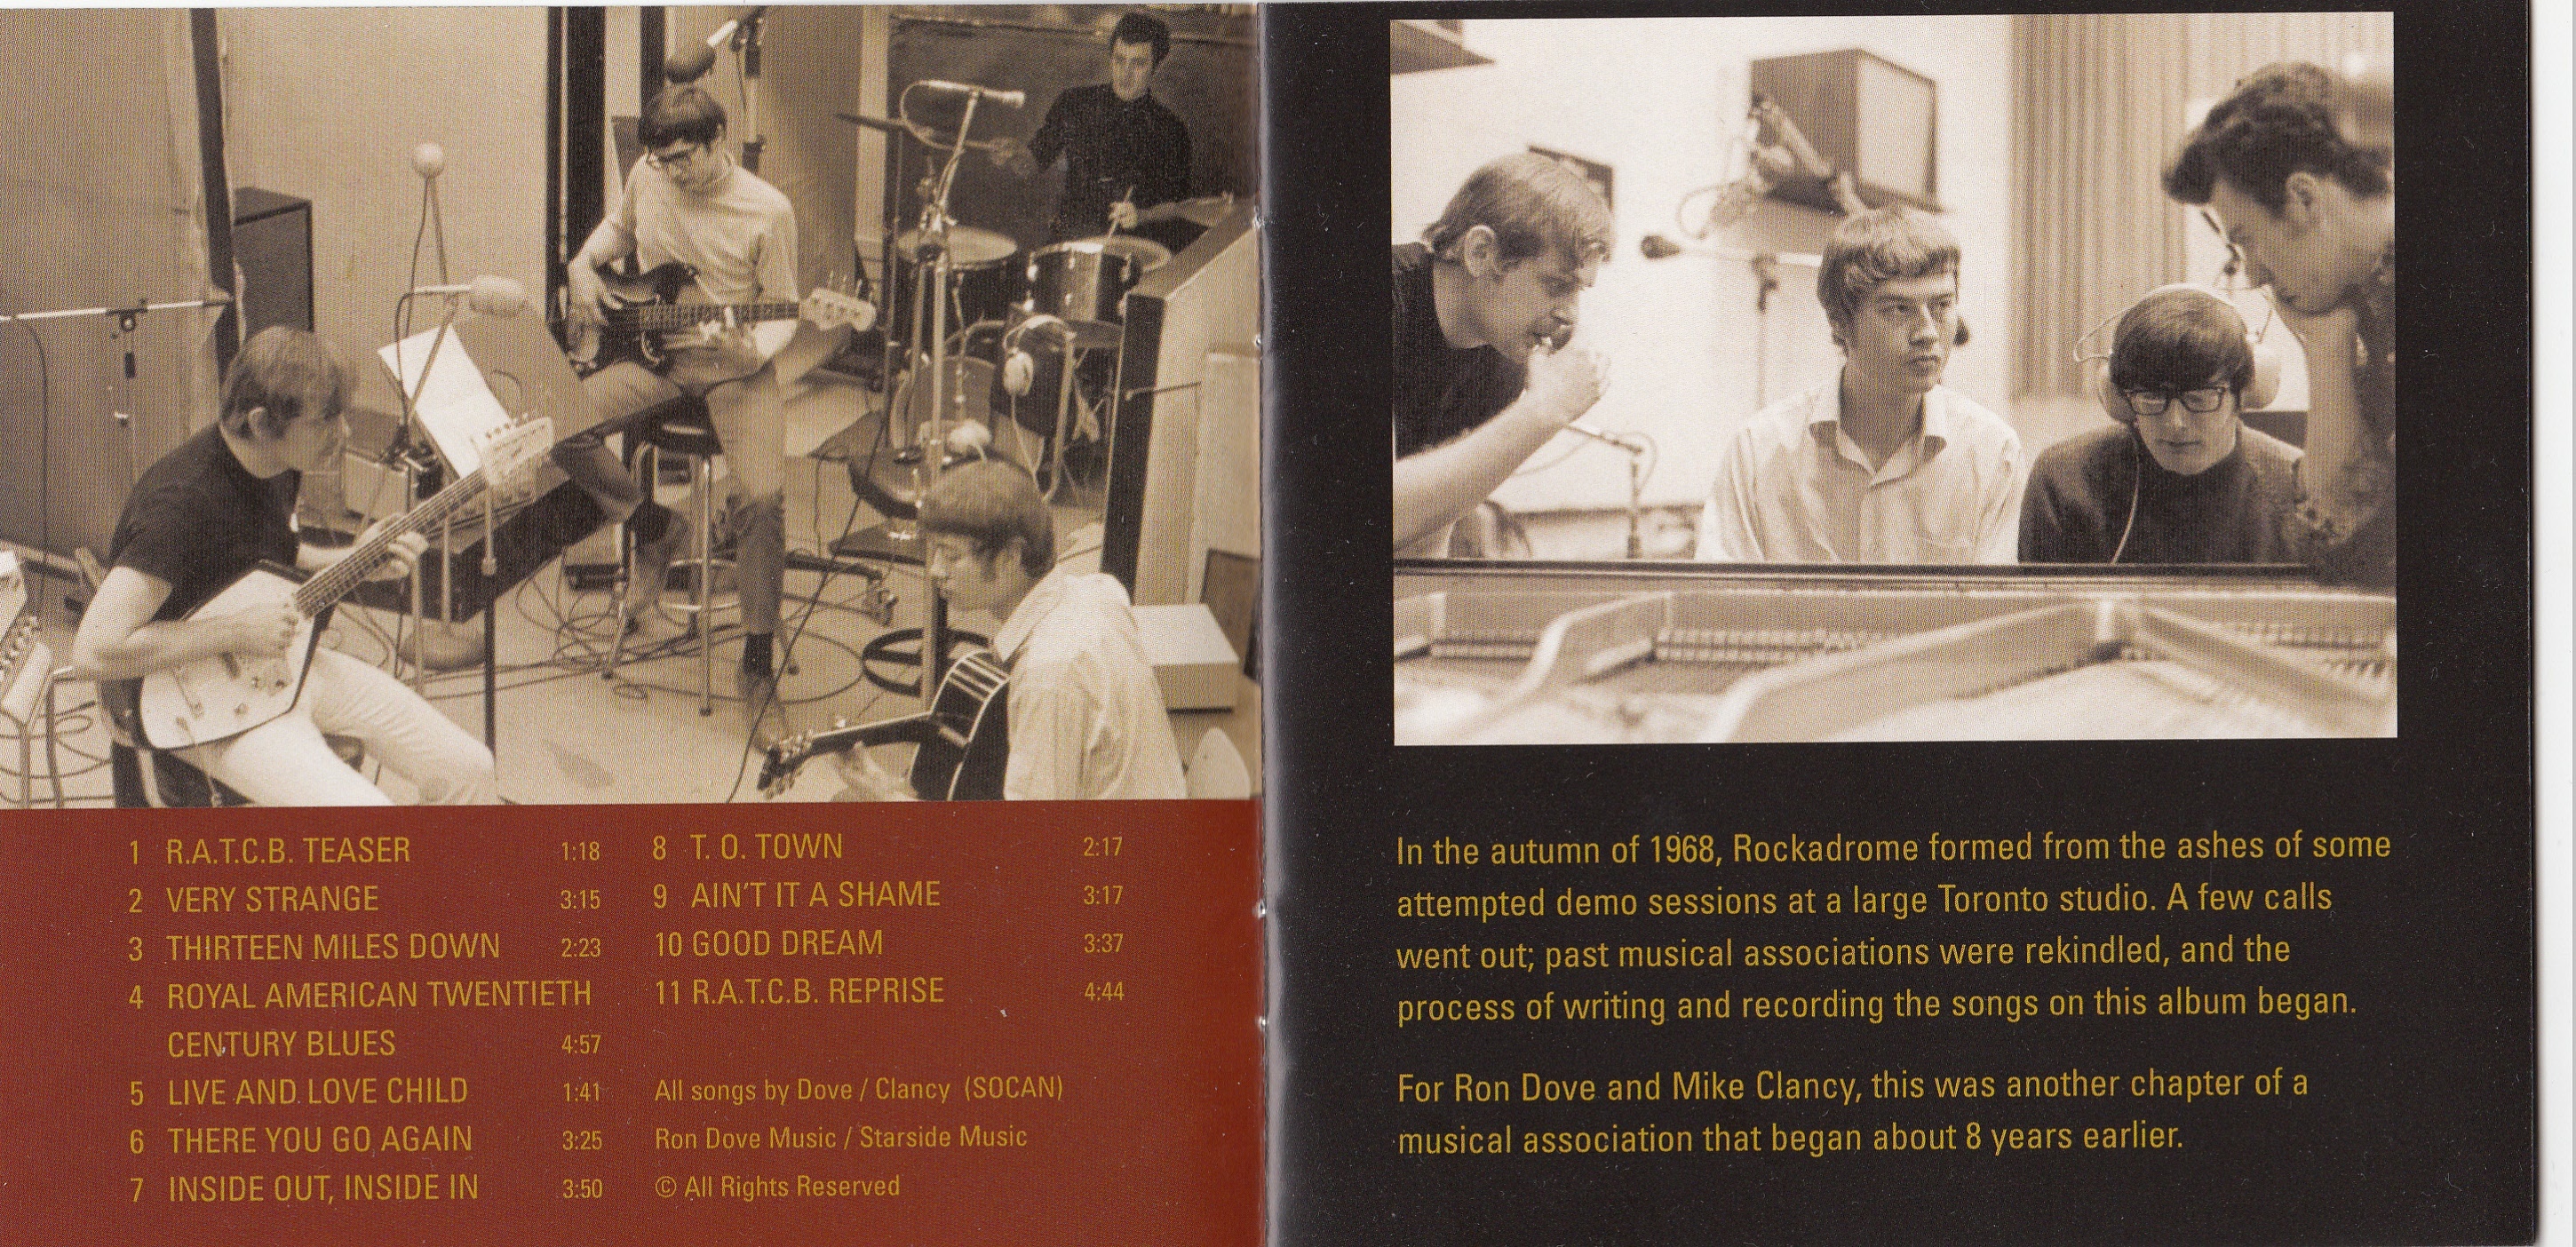 1 R.A.T.C.B. TEASER 1:18
2 VERY STRANGE 3:15
3 THIRTEEN MILES DOWN 2:23
4 ROYAL AMERICAN TWENTIETH
CENTURY BLUES 4:57
5 LIVE AND LOVE CHILD 1:41
6 THERE YOU GO AGAIN 3:25
7 INSIDE OUT, INSIDE IN 3:50
8 T. O. TOWN 2:17
9 AIN'T IT A SHAME 3:17
10 GOOD DREAM 3:37
11 R.A.T.C.B. REPRISE 4:44
All songs by Dove / Clancy (SOCAN)
Ron Dove Music / Starside Music
© All Rights Reserved
In the autumn of 1968, Rockadrome formed from the ashes of some
attempted demo sessions at a large Toronto studio. A few calls
went out; past musical associations were rekindled, and the
process of writing and recording the songs on this album began.
For Ron Dove and Mike Clancy, this was another chapter of a
musical association that began about 8 years earlier.